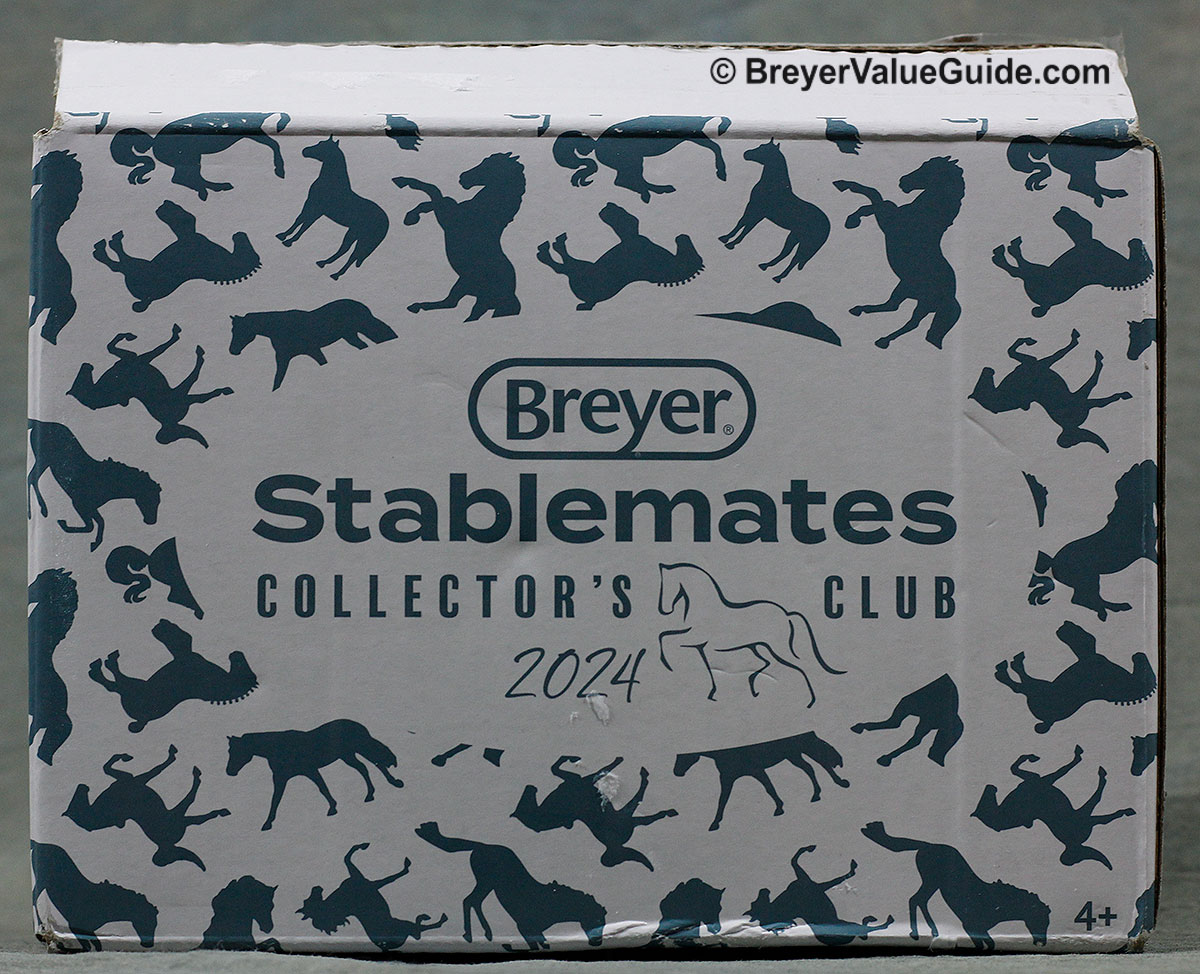 © BreyerValueGuide.com
Breyer®
Stablemates
COLLECTOR'S CLUB
2024
4+